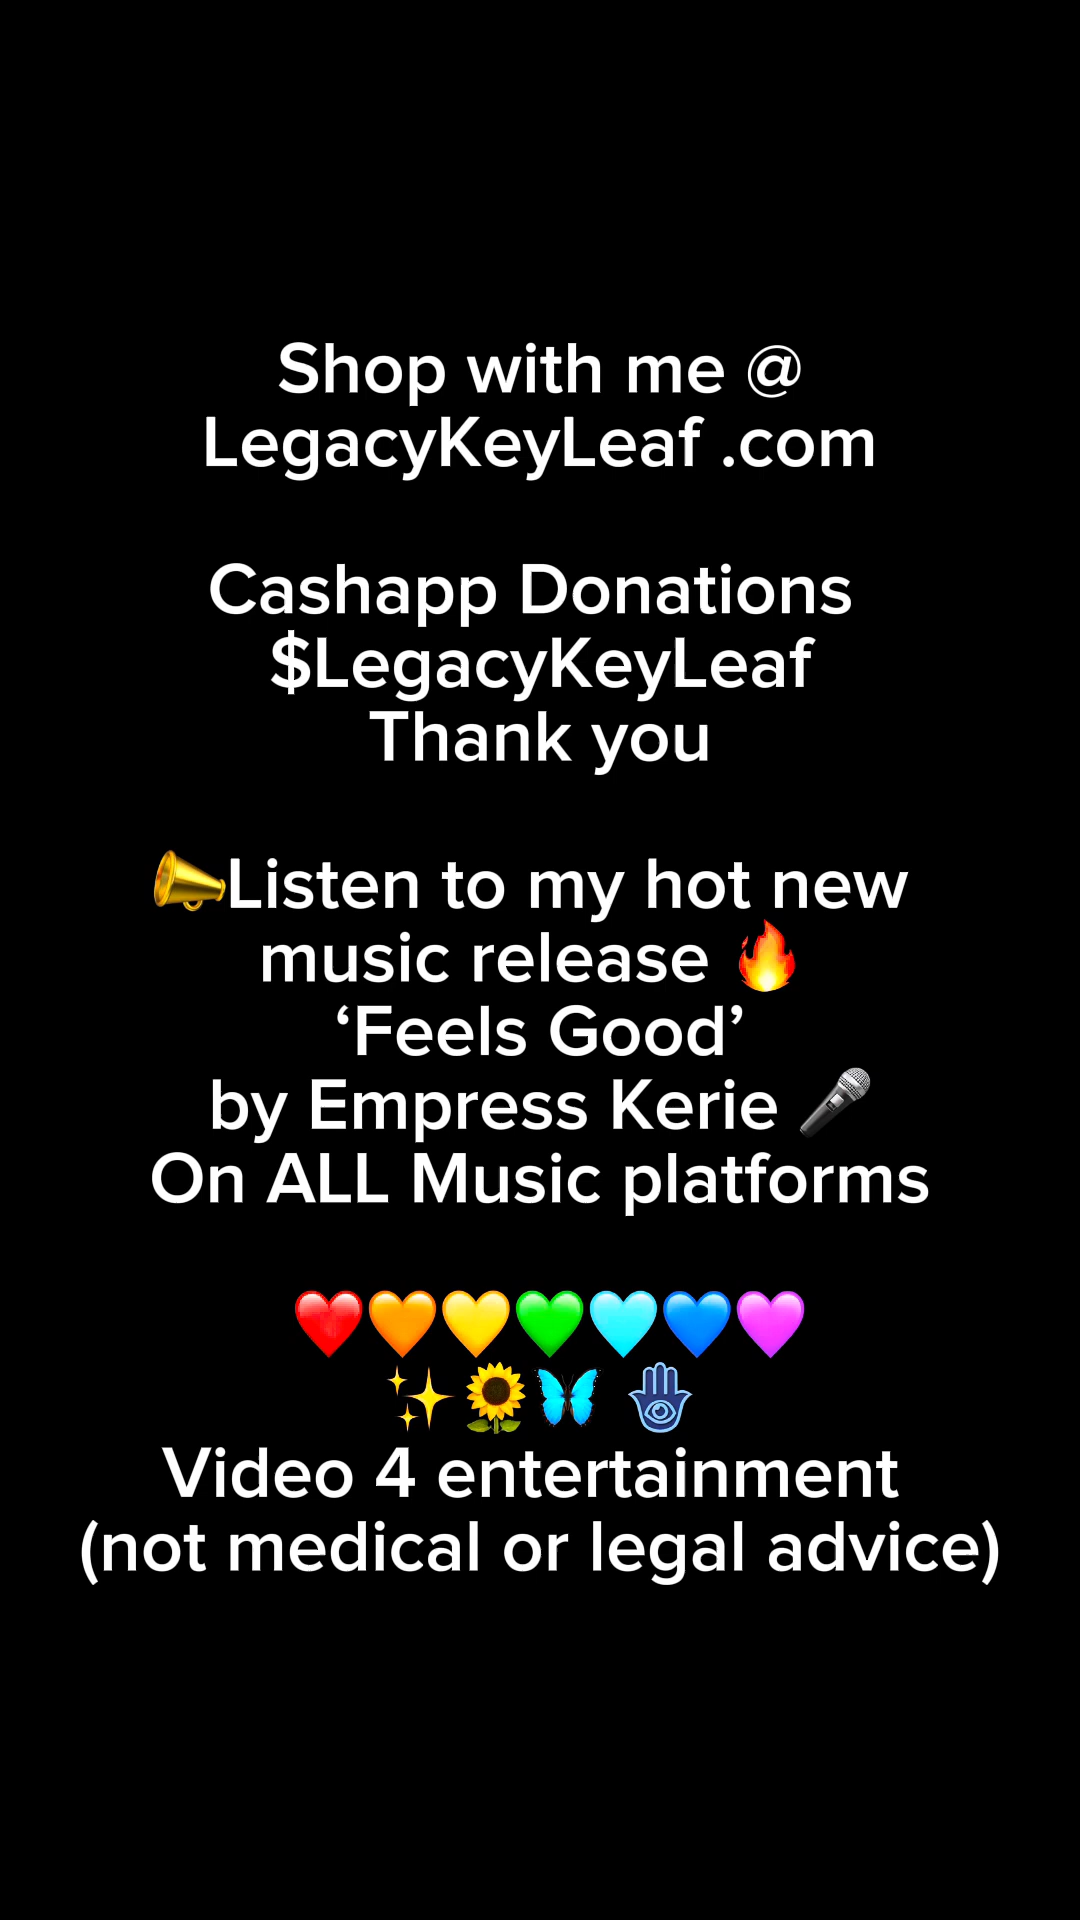 Shop with me @
LegacyKeyLeaf .com
Cashapp Donations
$LegacyKeyLeaf
Thank you
📣Listen to my hot new
music release 🔥
‘Feels Good’
by Empress Kerie 🎤
On ALL Music platforms
❤️🧡💛💚🩵💙🩷
✨🌻🦋 🪬
Video 4 entertainment
(not medical or legal advice)